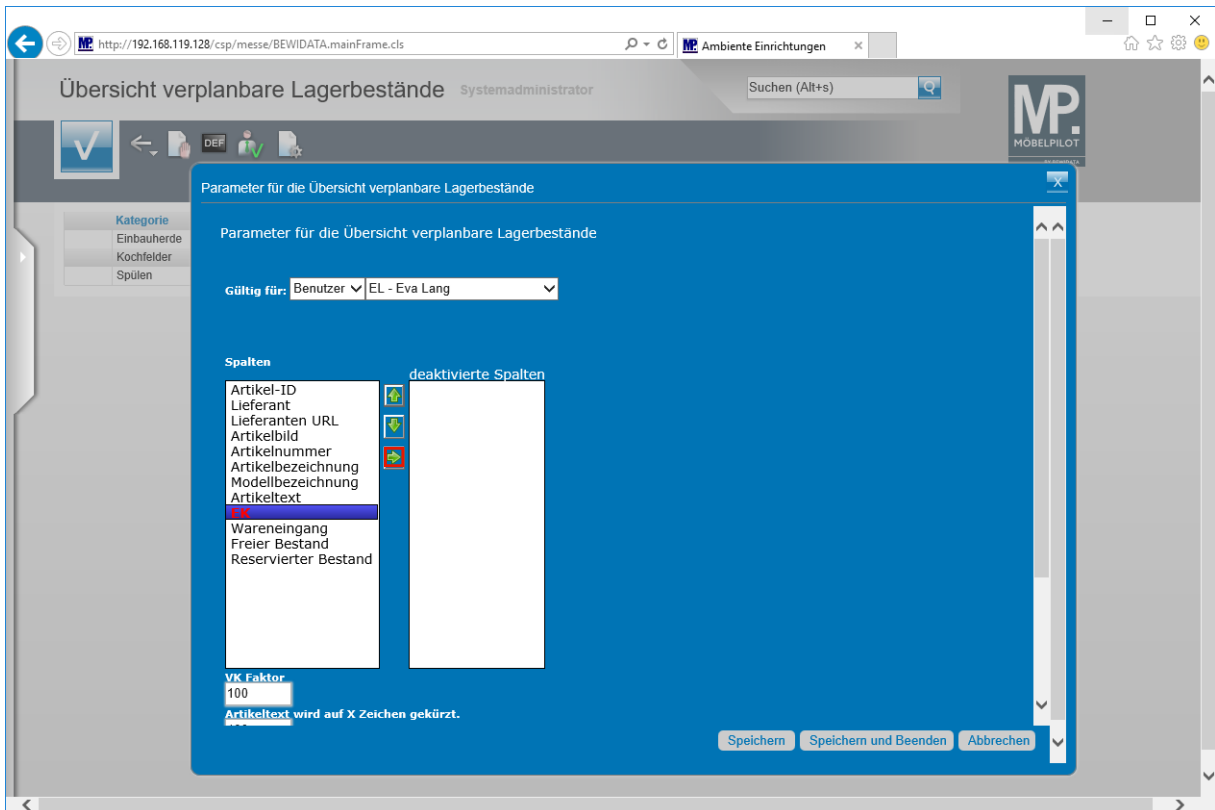 http://192.168.119.128/csp/messe/BEWIDATA.mainFrame.cls
MP. Ambiente Einrichtungen
Übersicht verplanbare Lagerbestände Systemadministrator
Suchen (Alt+s)
MP.
MÖBELPILOT
DEF
Parameter für die Übersicht verplanbare Lagerbestände
X
Kategorie
Einbauherde
Kochfelder
Spülen
Parameter für die Übersicht verplanbare Lagerbestände
Gültig für: Benutzer EL - Eva Lang
Spalten
deaktivierte Spalten
Artikel-ID
Lieferant
Lieferanten URL
Artikelbild
Artikelnummer
Artikelbezeichnung
Modellbezeichnung
Artikeltext
EK
Wareneingang
Freier Bestand
Reservierter Bestand
VK Faktor
100
Artikeltext wird auf X Zeichen gekürzt.
Speichern Speichern und Beenden Abbrechen